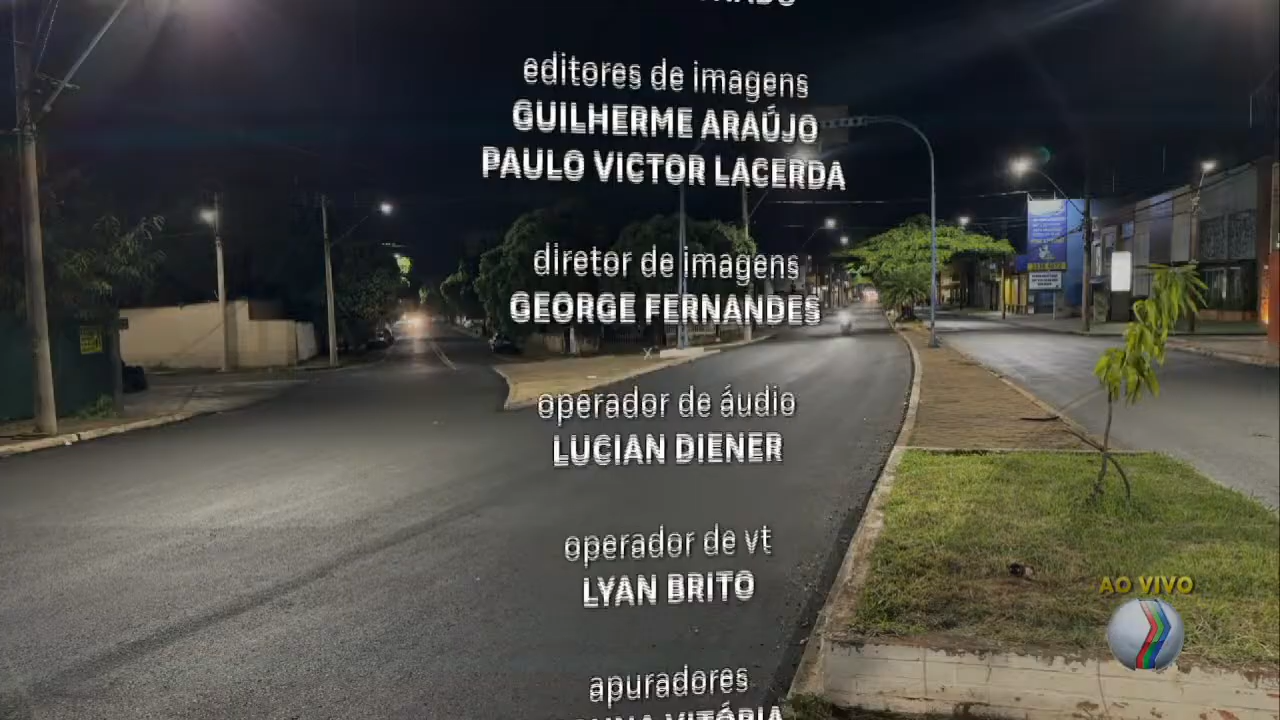 editores de imagens
GUILHERME ARAÚJO
PAULO VICTOR LACERDA
diretor de imagens
GEORGE FERNANDES
operador de áudio
LUCIAN DIENER
operador de vt
LYAN BRITO
apuradores
VITÓRIA
AO VIVO